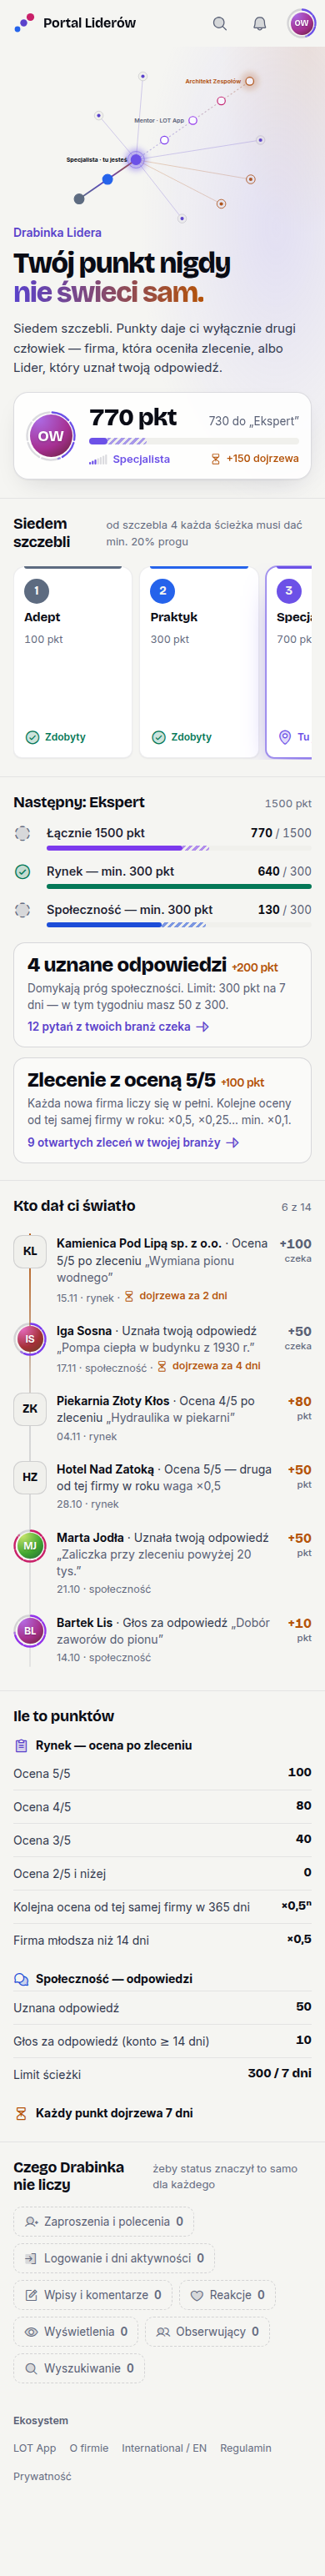 Portal Liderów
OW
Architekt Zespołów
Mentor · LOT App
Specjalista · tu jesteś
Drabinka Lidera
Twój punkt nigdy
nie świeci sam.
Siedem szczebli. Punkty daje ci wyłącznie drugi
człowiek — firma, która oceniła zlecenie, albo
Lider, który uznał twoją odpowiedź.
OW
770 pkt
730 do „Ekspert”
Specjalista
+150 dojrzewa
Siedem
szczebli
od szczebla 4 każda ścieżka musi dać
min. 20% progu
1
Adept
100 pkt
Zdobyty
2
Praktyk
300 pkt
Zdobyty
3
Specja
700 pk
Tu
Następny: Ekspert
1500 pkt
Łącznie 1500 pkt
770 / 1500
Rynek — min. 300 pkt
640 / 300
Społeczność — min. 300 pkt
130 / 300
4 uznane odpowiedzi +200 pkt
Domykają próg społeczności. Limit: 300 pkt na 7
dni — w tym tygodniu masz 50 z 300.
12 pytań z twoich branż czeka
Zlecenie z oceną 5/5 +100 pkt
Każda nowa firma liczy się w pełni. Kolejne oceny
od tej samej firmy w roku: ×0,5, ×0,25… min. ×0,1.
9 otwartych zleceń w twojej branży
Kto dał ci światło
6 z 14
KL
Kamienica Pod Lipą sp. z o.o. · Ocena
5/5 po zleceniu „Wymiana pionu
wodnego”
15.11 · rynek · dojrzewa za 2 dni
+100
czeka
IS
Iga Sosna · Uznała twoją odpowiedź
„Pompa ciepła w budynku z 1930 r.”
17.11 · społeczność · dojrzewa za 4 dni
+50
czeka
ZK
Piekarnia Złoty Kłos · Ocena 4/5 po
zleceniu „Hydraulika w piekarni”
04.11 · rynek
+80
pkt
HZ
Hotel Nad Zatoką · Ocena 5/5 — druga
od tej firmy w roku waga ×0,5
28.10 · rynek
+50
pkt
MJ
Marta Jodła · Uznała twoją odpowiedź
„Zaliczka przy zleceniu powyżej 20
tys.”
21.10 · społeczność
+50
pkt
BL
Bartek Lis · Głos za odpowiedź „Dobór
zaworów do pionu”
14.10 · społeczność
+10
pkt
Ile to punktów
Rynek — ocena po zleceniu
Ocena 5/5 100
Ocena 4/5 80
Ocena 3/5 40
Ocena 2/5 i niżej 0
Kolejna ocena od tej samej firmy w 365 dni ×0,5ⁿ
Firma młodsza niż 14 dni ×0,5
Społeczność — odpowiedzi
Uznana odpowiedź 50
Głos za odpowiedź (konto ≥ 14 dni) 10
Limit ścieżki 300 / 7 dni
Każdy punkt dojrzewa 7 dni
Czego Drabinka
nie liczy
żeby status znaczył to samo
dla każdego
Zaproszenia i polecenia 0
Logowanie i dni aktywności 0
Wpisy i komentarze 0
Reakcje 0
Wyświetlenia 0
Obserwujący 0
Wyszukiwanie 0
Ekosystem
LOT App O firmie International / EN Regulamin
Prywatność